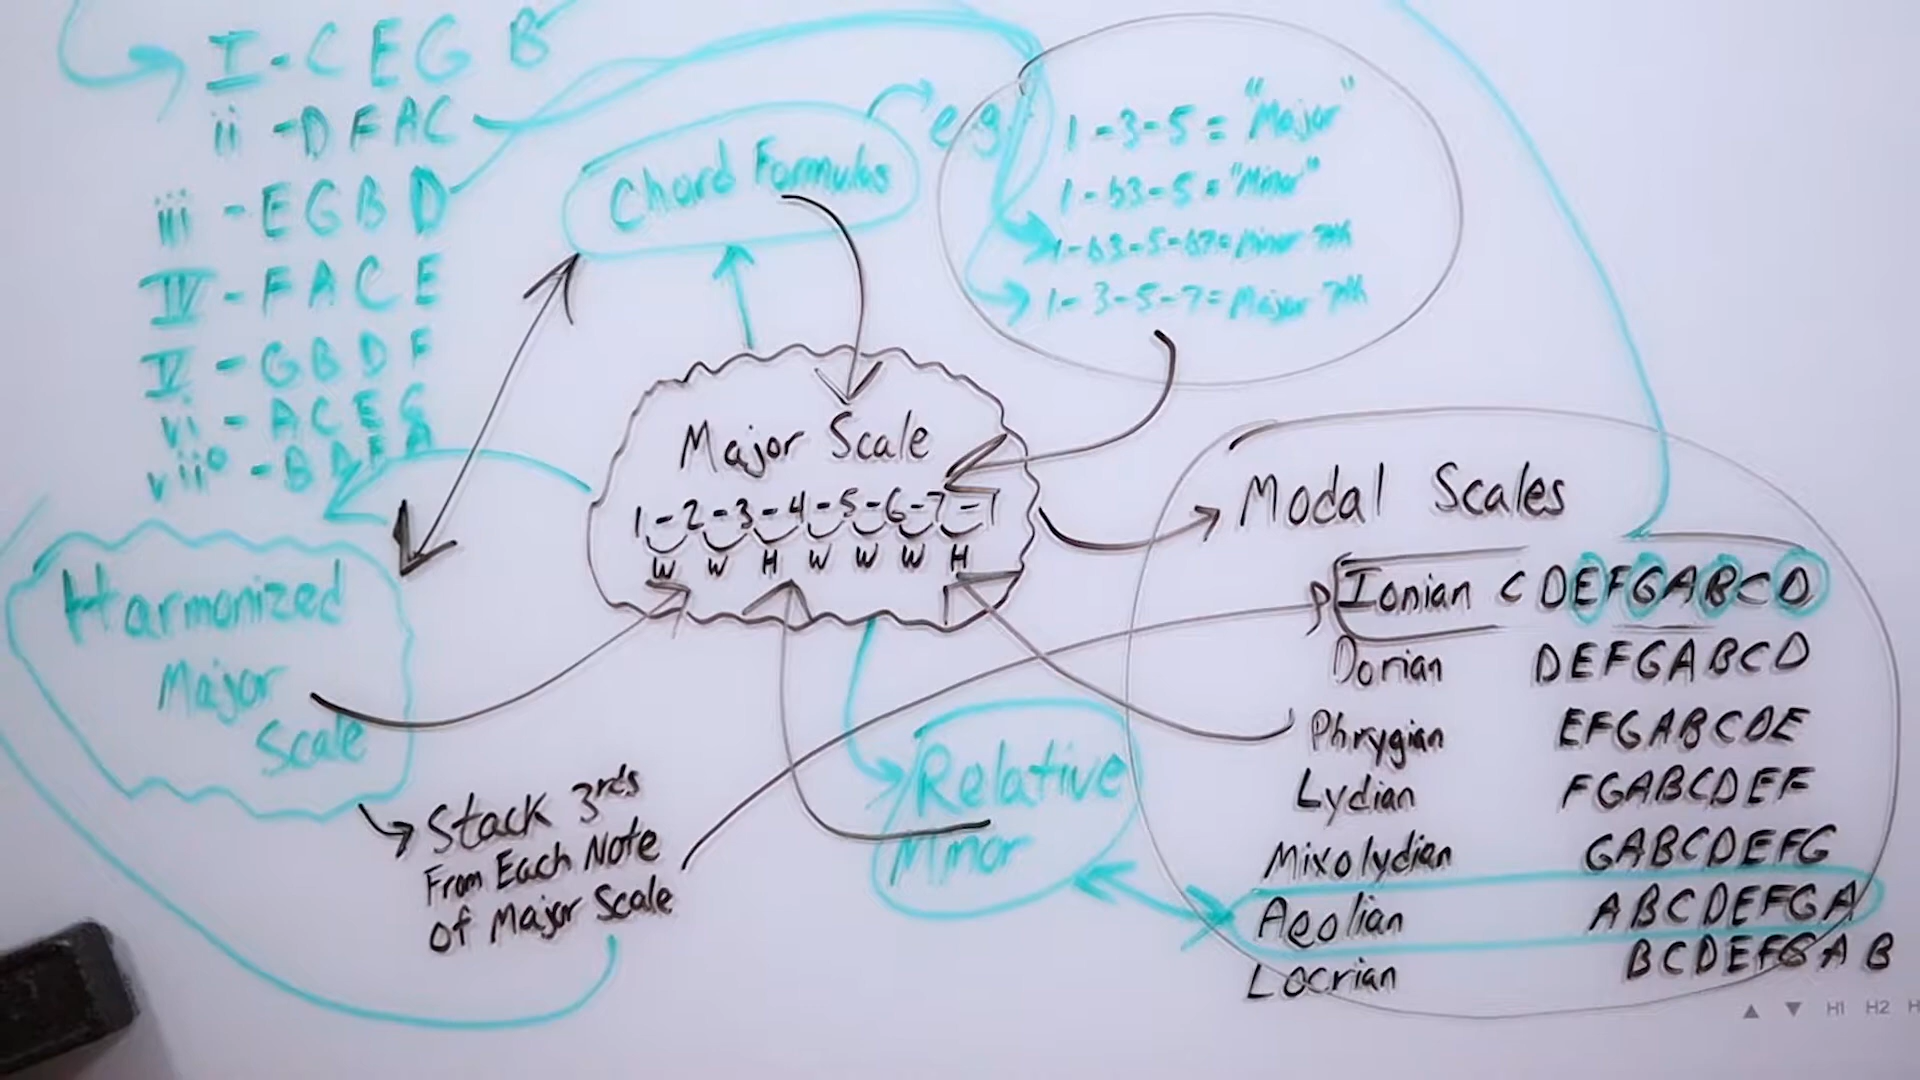 I - C E G B
ii - D F A C
iii - E G B D
IV - F A C E
V - G B D F
vi - A C E G
vii° - B D F A
Chord Formulas
e.g.
1 - 3 - 5 = "Major"
1 - b3 - 5 = "Minor"
1 - b3 - 5 - b7 = Minor 7th
1 - 3 - 5 - 7 = Major 7th
Major Scale
1 - 2 - 3 - 4 - 5 - 6 - 7 - 1
W W H W W W H
Harmonized
Major
Scale
Stack 3rds
From Each Note
of Major Scale
Relative
Minor
Modal Scales
Ionian C D E F G A B C D
Dorian D E F G A B C D
Phrygian E F G A B C D E
Lydian F G A B C D E F
Mixolydian G A B C D E F G
Aeolian A B C D E F G A
Locrian B C D E F G A B
H1 H2 H